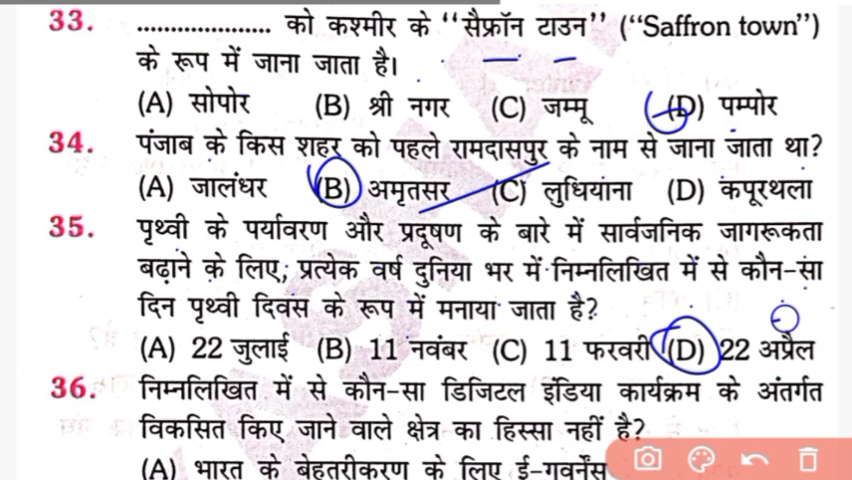 33. ..................... को कश्मीर के "सैफ्रॉन टाउन" ("Saffron town")
के रूप में जाना जाता है।
(A) सोपोर (B) श्री नगर (C) जम्मू (D) पम्पोर
34. पंजाब के किस शहर को पहले रामदासपुर के नाम से जाना जाता था?
(A) जालंधर (B) अमृतसर (C) लुधियाना (D) कपूरथला
35. पृथ्वी के पर्यावरण और प्रदूषण के बारे में सार्वजनिक जागरूकता
बढ़ाने के लिए, प्रत्येक वर्ष दुनिया भर में निम्नलिखित में से कौन-सा
दिन पृथ्वी दिवस के रूप में मनाया जाता है?
(A) 22 जुलाई (B) 11 नवंबर (C) 11 फरवरी (D) 22 अप्रैल
36. निम्नलिखित में से कौन-सा डिजिटल इंडिया कार्यक्रम के अंतर्गत
विकसित किए जाने वाले क्षेत्र का हिस्सा नहीं है?
(A) भारत के बेहतरीकरण के लिए ई-गवर्नेंस